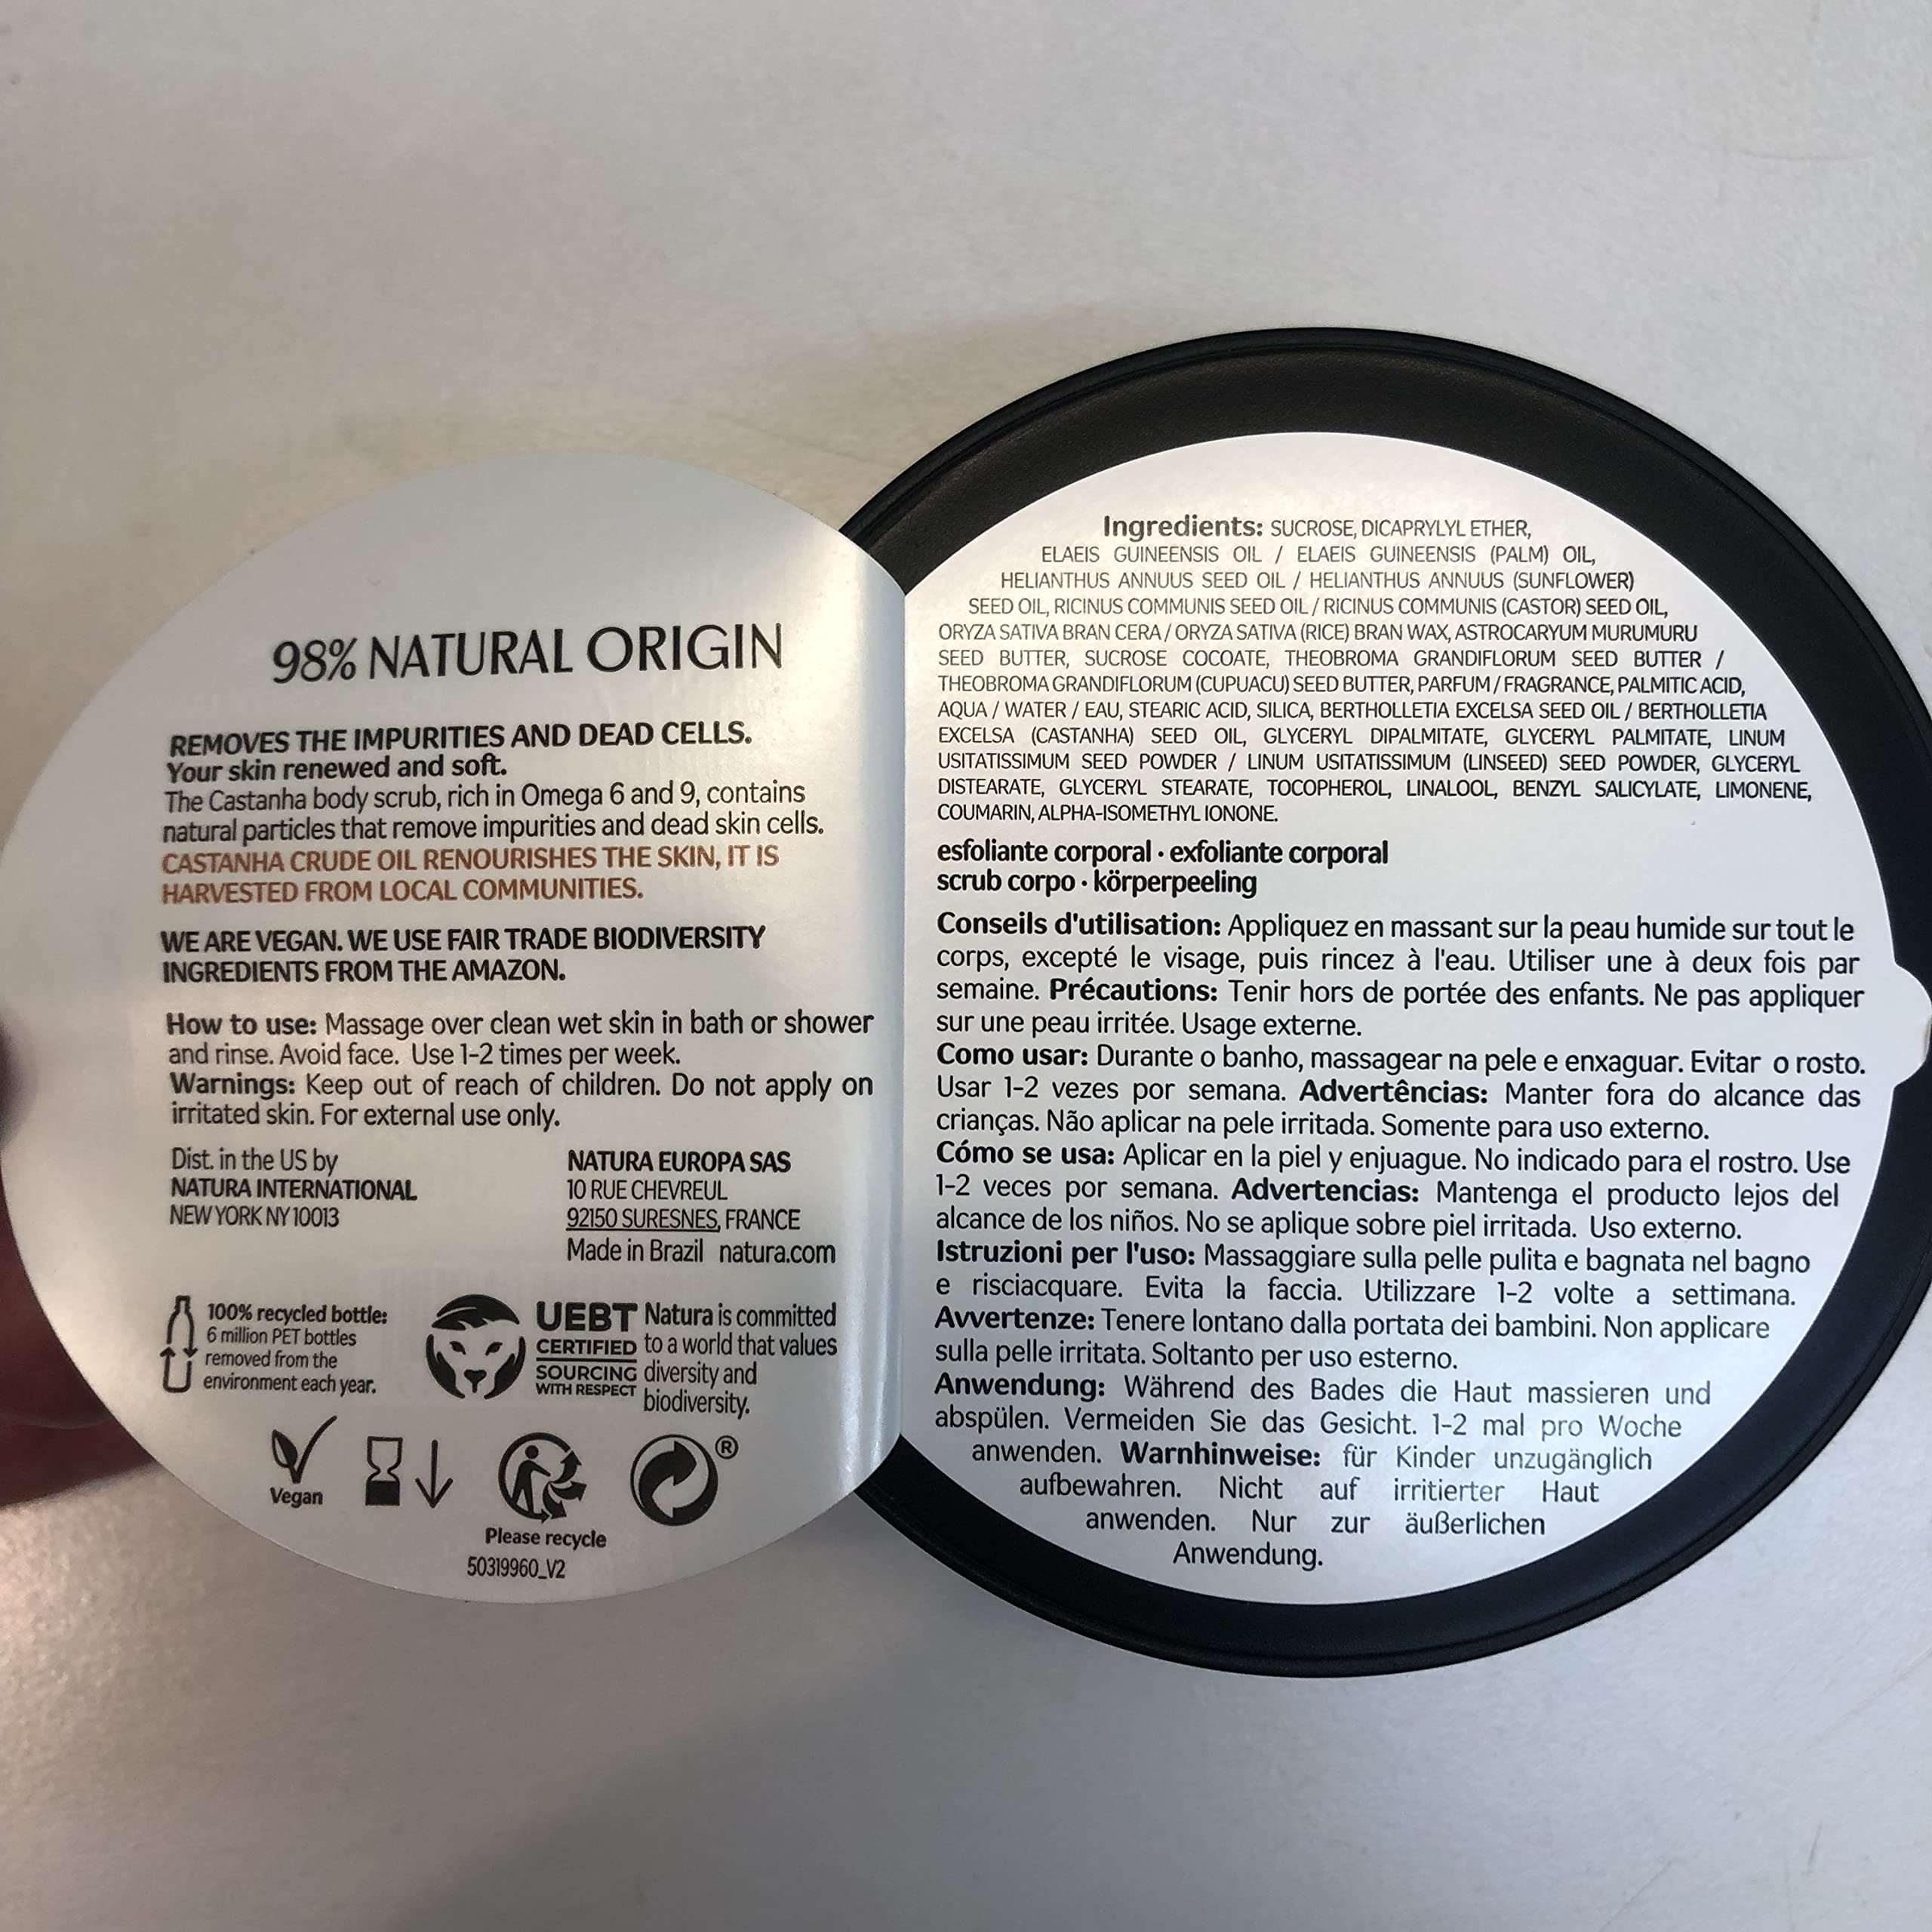 98% NATURAL ORIGIN
REMOVES THE IMPURITIES AND DEAD CELLS.
Your skin renewed and soft.
The Castanha body scrub, rich in Omega 6 and 9, contains
natural particles that remove impurities and dead skin cells.
CASTANHA CRUDE OIL RENOURISHES THE SKIN, IT IS
HARVESTED FROM LOCAL COMMUNITIES.
WE ARE VEGAN. WE USE FAIR TRADE BIODIVERSITY
INGREDIENTS FROM THE AMAZON.
How to use: Massage over clean wet skin in bath or shower
and rinse. Avoid face. Use 1-2 times per week.
Warnings: Keep out of reach of children. Do not apply on
irritated skin. For external use only.
Dist. in the US by
NATURA INTERNATIONAL
NEW YORK NY 10013
NATURA EUROPA SAS
10 RUE CHEVREUL
92150 SURESNES, FRANCE
Made in Brazil natura.com
100% recycled bottle:
6 million PET bottles
removed from the
environment each year.
UEBT
CERTIFIED
SOURCING
WITH RESPECT
Natura is committed
to a world that values
diversity and
biodiversity.
Vegan
Please recycle
®
50319960_V2
Ingredients: SUCROSE, DICAPRYLYL ETHER,
ELAEIS GUINEENSIS OIL / ELAEIS GUINEENSIS (PALM) OIL,
HELIANTHUS ANNUUS SEED OIL / HELIANTHUS ANNUUS (SUNFLOWER)
SEED OIL, RICINUS COMMUNIS SEED OIL / RICINUS COMMUNIS (CASTOR) SEED OIL,
ORYZA SATIVA BRAN CERA / ORYZA SATIVA (RICE) BRAN WAX, ASTROCARYUM MURUMURU
SEED BUTTER, SUCROSE COCOATE, THEOBROMA GRANDIFLORUM SEED BUTTER /
THEOBROMA GRANDIFLORUM (CUPUACU) SEED BUTTER, PARFUM / FRAGRANCE, PALMITIC ACID,
AQUA / WATER / EAU, STEARIC ACID, SILICA, BERTHOLLETIA EXCELSA SEED OIL / BERTHOLLETIA
EXCELSA (CASTANHA) SEED OIL, GLYCERYL DIPALMITATE, GLYCERYL PALMITATE, LINUM
USITATISSIMUM SEED POWDER / LINUM USITATISSIMUM (LINSEED) SEED POWDER, GLYCERYL
DISTEARATE, GLYCERYL STEARATE, TOCOPHEROL, LINALOOL, BENZYL SALICYLATE, LIMONENE,
COUMARIN, ALPHA-ISOMETHYL IONONE.
esfoliante corporal · exfoliante corporal
scrub corpo · körperpeeling
Conseils d'utilisation: Appliquez en massant sur la peau humide sur tout le
corps, excepté le visage, puis rincez à l'eau. Utiliser une à deux fois par
semaine. Précautions: Tenir hors de portée des enfants. Ne pas appliquer
sur une peau irritée. Usage externe.
Como usar: Durante o banho, massagear na pele e enxaguar. Evitar o rosto.
Usar 1-2 vezes por semana. Advertências: Manter fora do alcance das
crianças. Não aplicar na pele irritada. Somente para uso externo.
Cómo se usa: Aplicar en la piel y enjuague. No indicado para el rostro. Use
1-2 veces por semana. Advertencias: Mantenga el producto lejos del
alcance de los niños. No se aplique sobre piel irritada. Uso externo.
Istruzioni per l'uso: Massaggiare sulla pelle pulita e bagnata nel bagno
e risciacquare. Evita la faccia. Utilizzare 1-2 volte a settimana.
Avvertenze: Tenere lontano dalla portata dei bambini. Non applicare
sulla pelle irritata. Soltanto per uso esterno.
Anwendung: Während des Bades die Haut massieren und
abspülen. Vermeiden Sie das Gesicht. 1-2 mal pro Woche
anwenden. Warnhinweise: für Kinder unzugänglich
aufbewahren. Nicht auf irritierter Haut
anwenden. Nur zur äußerlichen
Anwendung.